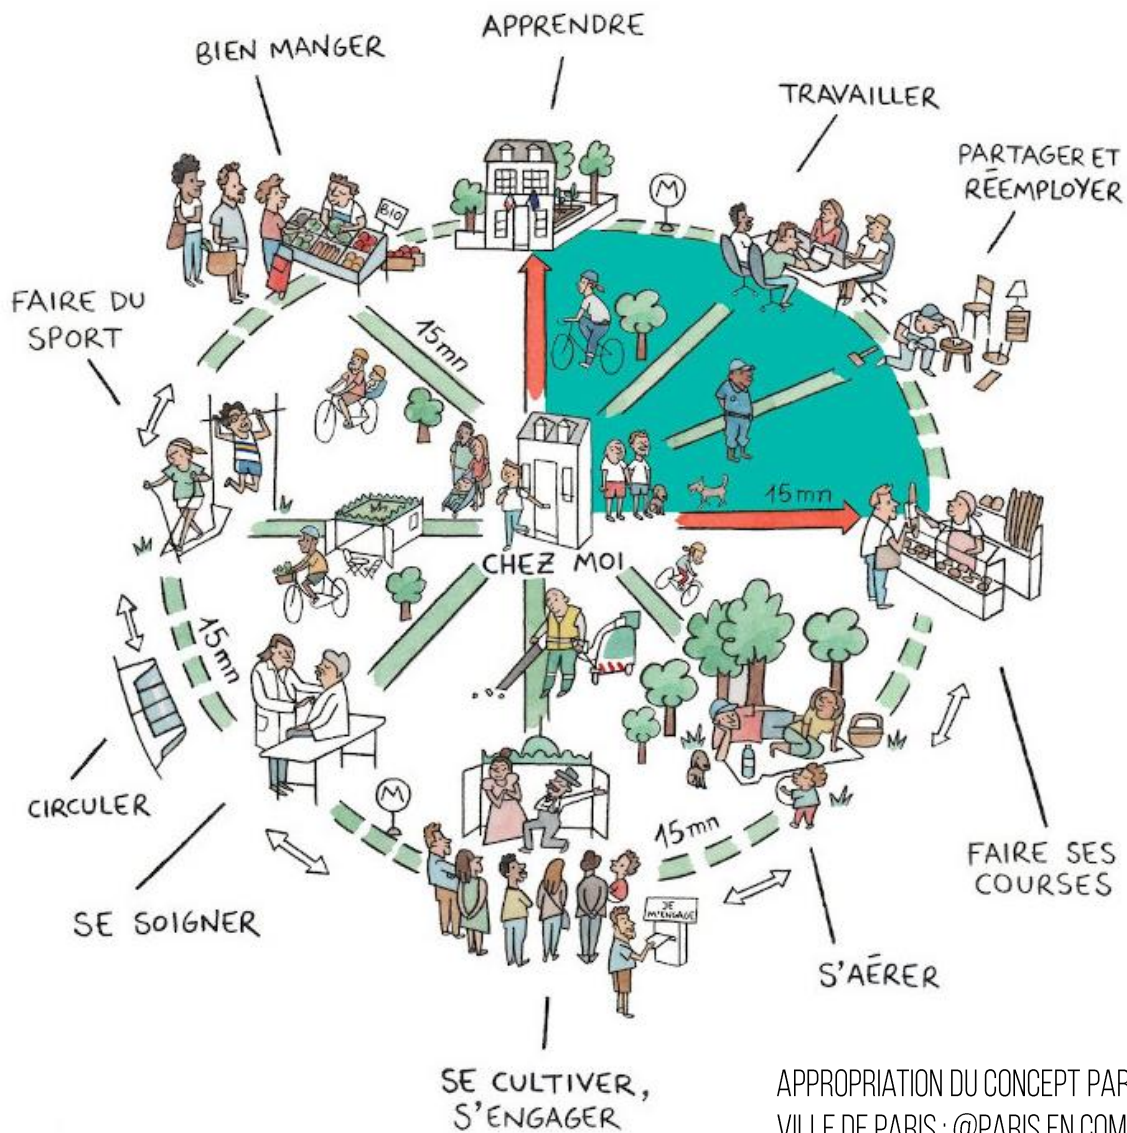 APPRENDRE
BIEN MANGER
TRAVAILLER
PARTAGER ET
RÉEMPLOYER
M
BIO
FAIRE DU
SPORT
15mn
15mn
CHEZ MOI
15mn
CIRCULER
M
15mn
FAIRE SES
COURSES
SE SOIGNER
JE
M'ENGAGE
S'AÉRER
SE CULTIVER,
S'ENGAGER
APPROPRIATION DU CONCEPT PAR
VILLE DE PARIS : @PARIS.EN.COM